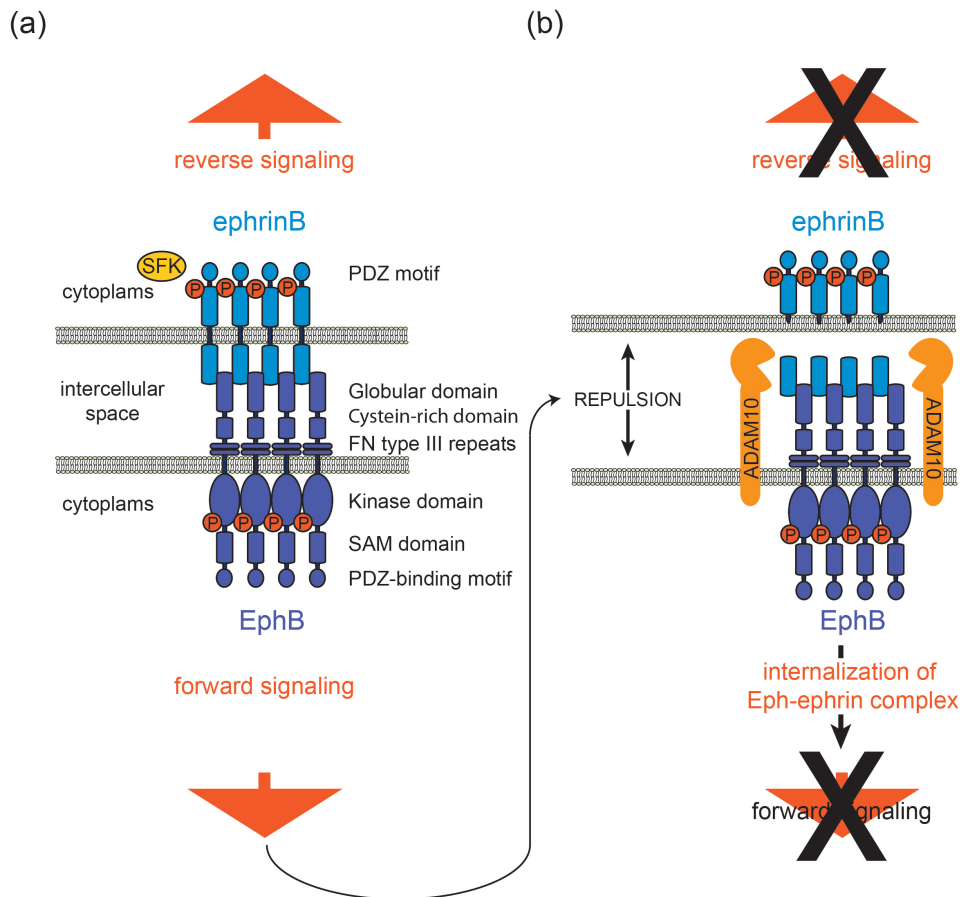 (a)
reverse signaling
ephrinB
SFK
P P P P
PDZ motif
cytoplams
intercellular
space
Globular domain
Cystein-rich domain
FN type III repeats
cytoplams
Kinase domain
P P P P
SAM domain
PDZ-binding motif
EphB
forward signaling
(b)
reverse signaling
ephrinB
P P P P
REPULSION
ADAM10
ADAM10
P P P P
EphB
internalization of
Eph-ephrin complex
forward signaling